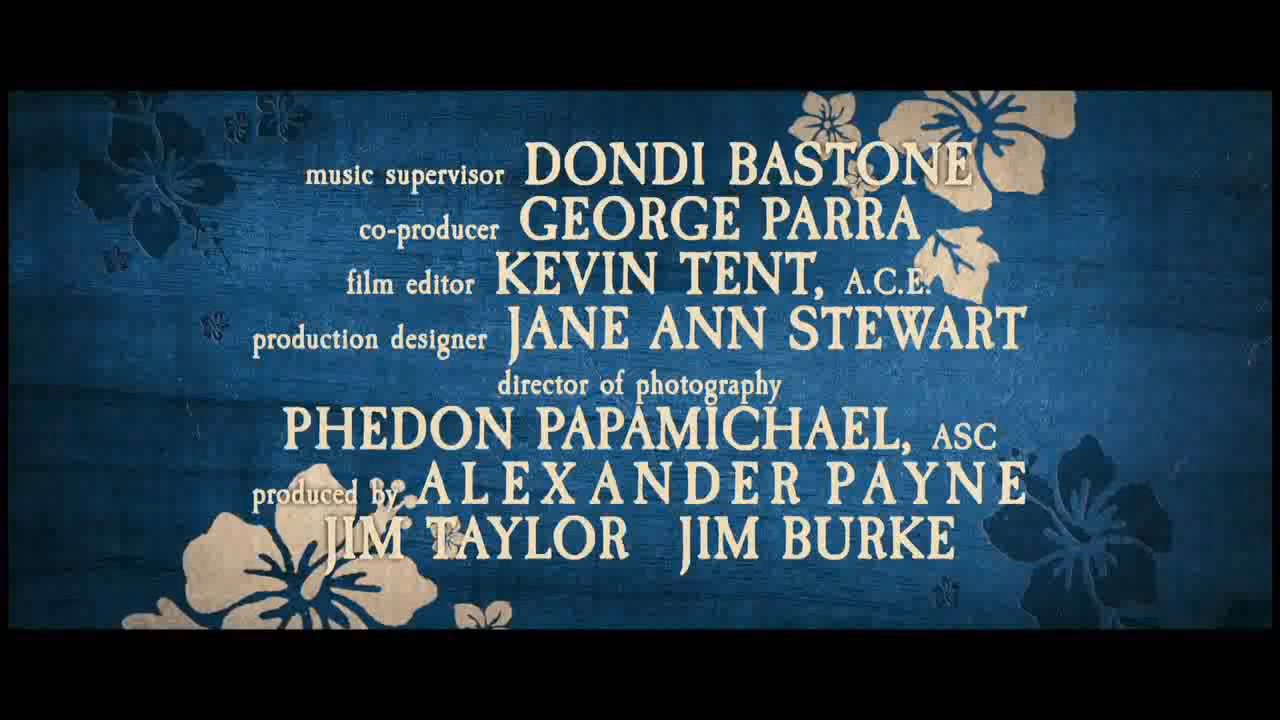 music supervisor DONDI BASTONE
co-producer GEORGE PARRA
film editor KEVIN TENT, A.C.E.
production designer JANE ANN STEWART
director of photography
PHEDON PAPAMICHAEL, ASC
produced by ALEXANDER PAYNE
JIM TAYLOR JIM BURKE